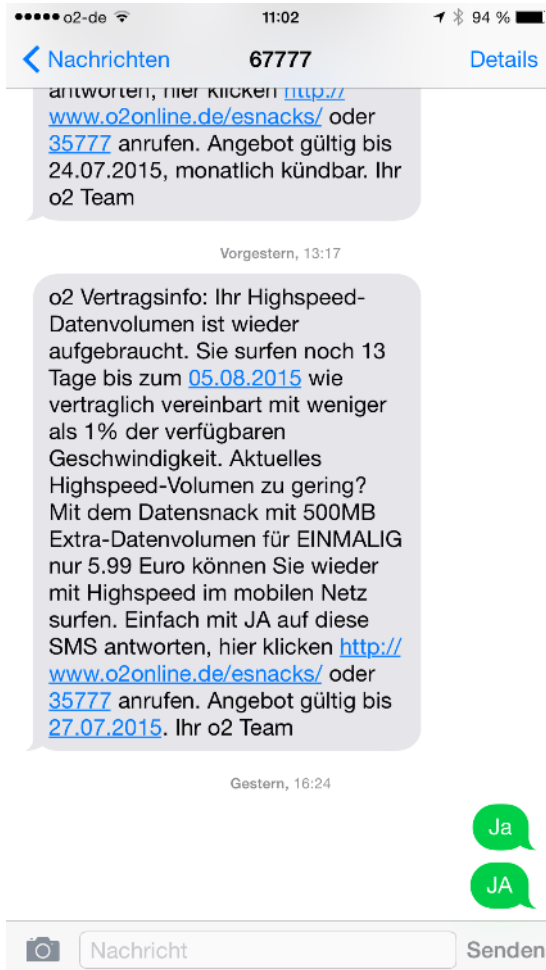 o2-de 11:02 94 %
Nachrichten 67777 Details
antworten, hier klicken http://
www.o2online.de/esnacks/ oder
35777 anrufen. Angebot gültig bis
24.07.2015, monatlich kündbar. Ihr
o2 Team
Vorgestern, 13:17
o2 Vertragsinfo: Ihr Highspeed-
Datenvolumen ist wieder
aufgebraucht. Sie surfen noch 13
Tage bis zum 05.08.2015 wie
vertraglich vereinbart mit weniger
als 1% der verfügbaren
Geschwindigkeit. Aktuelles
Highspeed-Volumen zu gering?
Mit dem Datensnack mit 500MB
Extra-Datenvolumen für EINMALIG
nur 5.99 Euro können Sie wieder
mit Highspeed im mobilen Netz
surfen. Einfach mit JA auf diese
SMS antworten, hier klicken http://
www.o2online.de/esnacks/ oder
35777 anrufen. Angebot gültig bis
27.07.2015. Ihr o2 Team
Gestern, 16:24
Ja
JA
Nachricht Senden